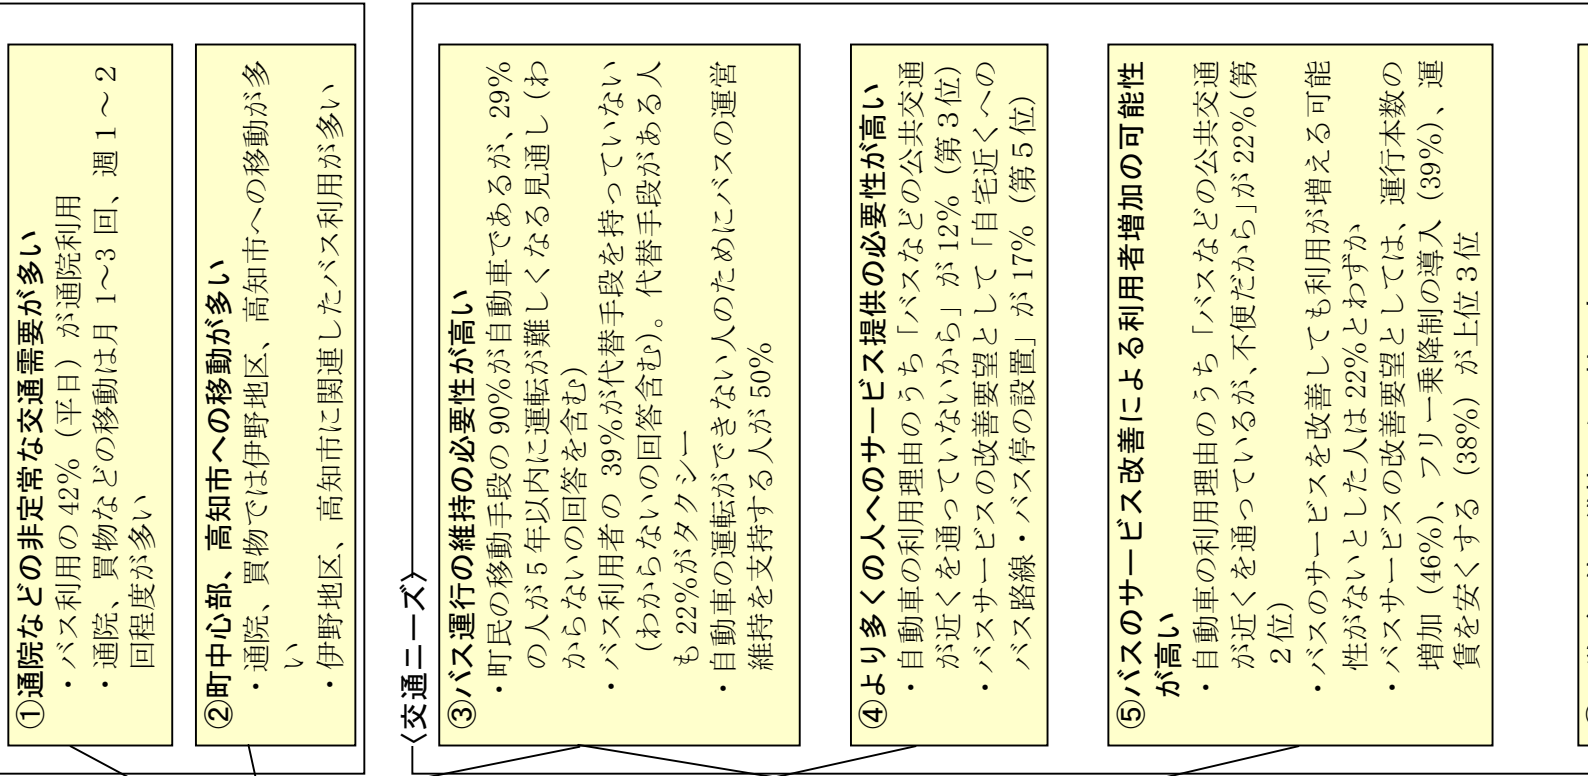 ①通院などの非定常な交通需要が多い
・バス利用の 42%（平日）が通院利用
・通院、買物などの移動は月 1～3 回、週 1～2
回程度が多い
②町中心部、高知市への移動が多い
・通院、買物では伊野地区、高知市への移動が多
い
・伊野地区、高知市に関連したバス利用が多い
〈交通ニーズ〉
③バス運行の維持の必要性が高い
・町民の移動手段の 90%が自動車であるが、29%
の人が 5 年以内に運転が難しくなる見通し（わ
からないの回答を含む）
・バス利用者の 39%が代替手段を持っていない
（わからないの回答含む）。代替手段がある人
も 22%がタクシー
・自動車の運転ができない人のためにバスの運営
維持を支持する人が 50%
④より多くの人へのサービス提供の必要性が高い
・自動車の利用理由のうち「バスなどの公共交通
が近くを通っていないから」が 12%（第３位）
・バスサービスの改善要望として「自宅近くへの
バス路線・バス停の設置」が 17%（第５位）
⑤バスのサービス改善による利用者増加の可能性
が高い
・自動車の利用理由のうち「バスなどの公共交通
が近くを通っているが、不便だから」が 22%（第
２位）
・バスのサービスを改善しても利用が増える可能
性がないとした人は 22%とわずか
・バスサービスの改善要望としては、運行本数の
増加（46%）、フリー乗降制の導入（39%）、運
賃を安くする（38%）が上位３位